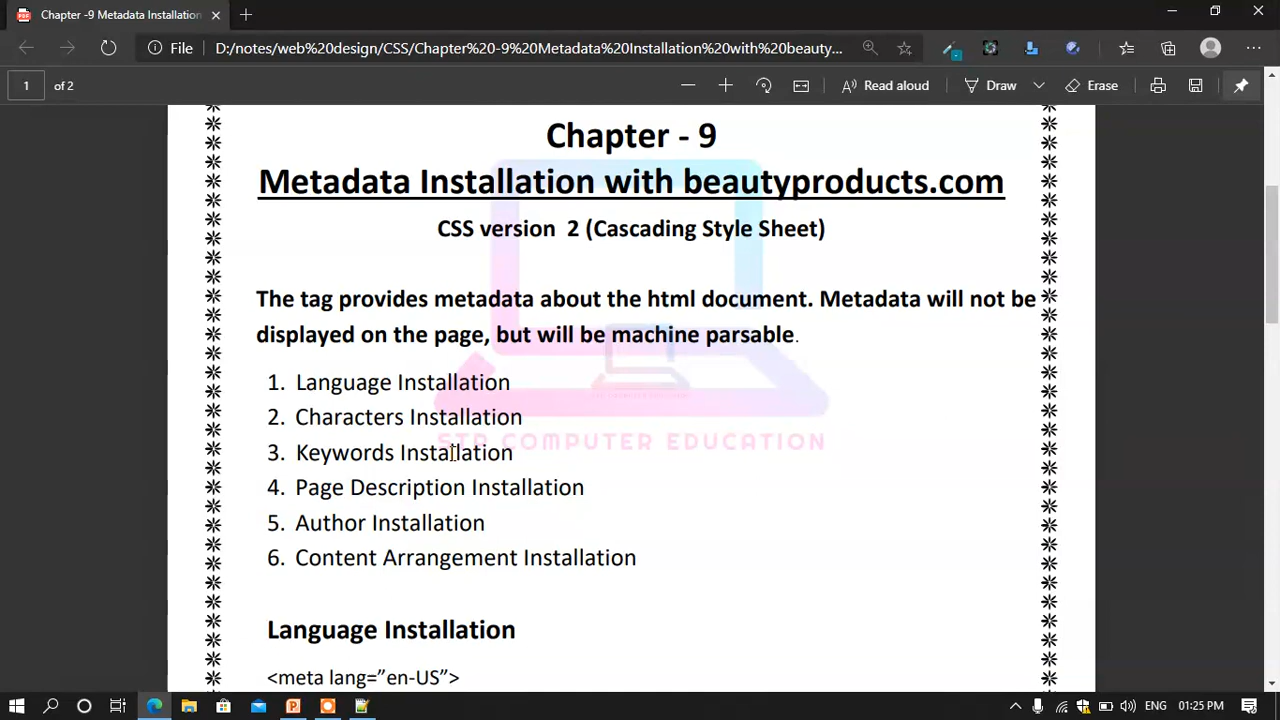 Chapter -9 Metadata Installation
File
D:/notes/web%20design/CSS/Chapter%20-9%20Metadata%20Installation%20with%20beauty...
1 of 2
Read aloud
Draw
Erase
Chapter - 9
Metadata Installation with beautyproducts.com
CSS version 2 (Cascading Style Sheet)
The tag provides metadata about the html document. Metadata will not be
displayed on the page, but will be machine parsable.
1. Language Installation
2. Characters Installation
STP COMPUTER EDUCATION
3. Keywords Installation
4. Page Description Installation
5. Author Installation
6. Content Arrangement Installation
Language Installation
<meta lang=”en-US”>
ENG
01:25 PM